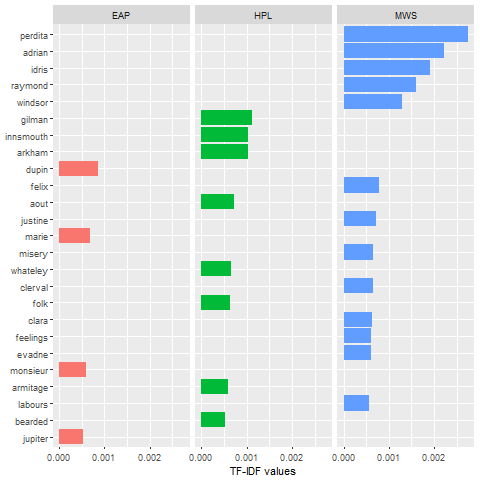 EAP HPL MWS
perdita
adrian
idris
raymond
windsor
gilman
innsmouth
arkham
dupin
felix
aout
justine
marie
misery
whateley
clerval
folk
clara
feelings
evadne
monsieur
armitage
labours
bearded
jupiter
0.000 0.001 0.002 0.000 0.001 0.002 0.000 0.001 0.002
TF-IDF values